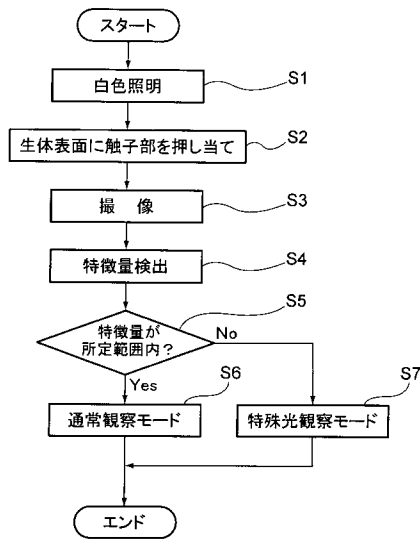 スタート
白色照明
S1
生体表面に触子部を押し当て
S2
撮 像
S3
特徴量検出
S4
特徴量が
所定範囲内?
S5
No
Yes
通常観察モード
S6
特殊光観察モード
S7
エンド